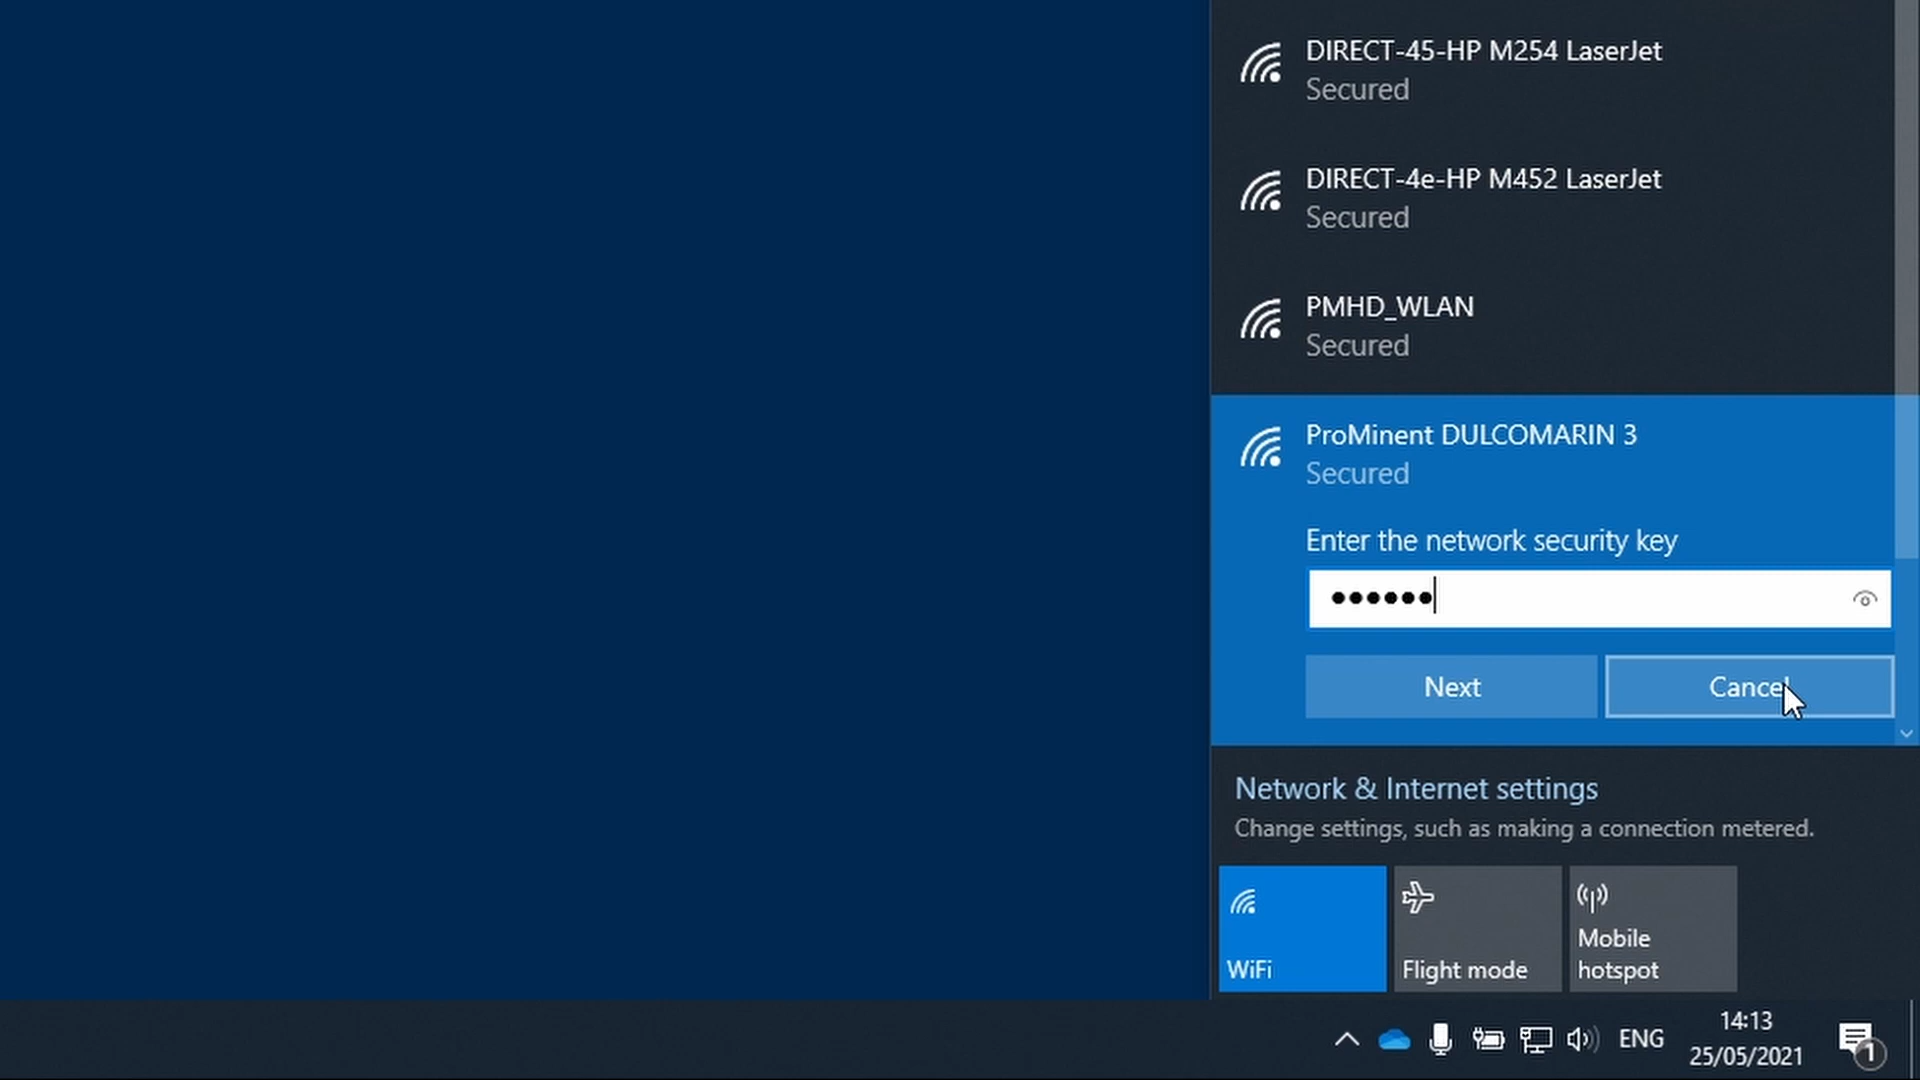 DIRECT-45-HP M254 LaserJet
Secured
DIRECT-4e-HP M452 LaserJet
Secured
PMHD_WLAN
Secured
ProMinent DULCOMARIN 3
Secured
Enter the network security key
••••••
Next
Cancel
Network & Internet settings
Change settings, such as making a connection metered.
WiFi
Flight mode
Mobile
hotspot
ENG
14:13
25/05/2021
1